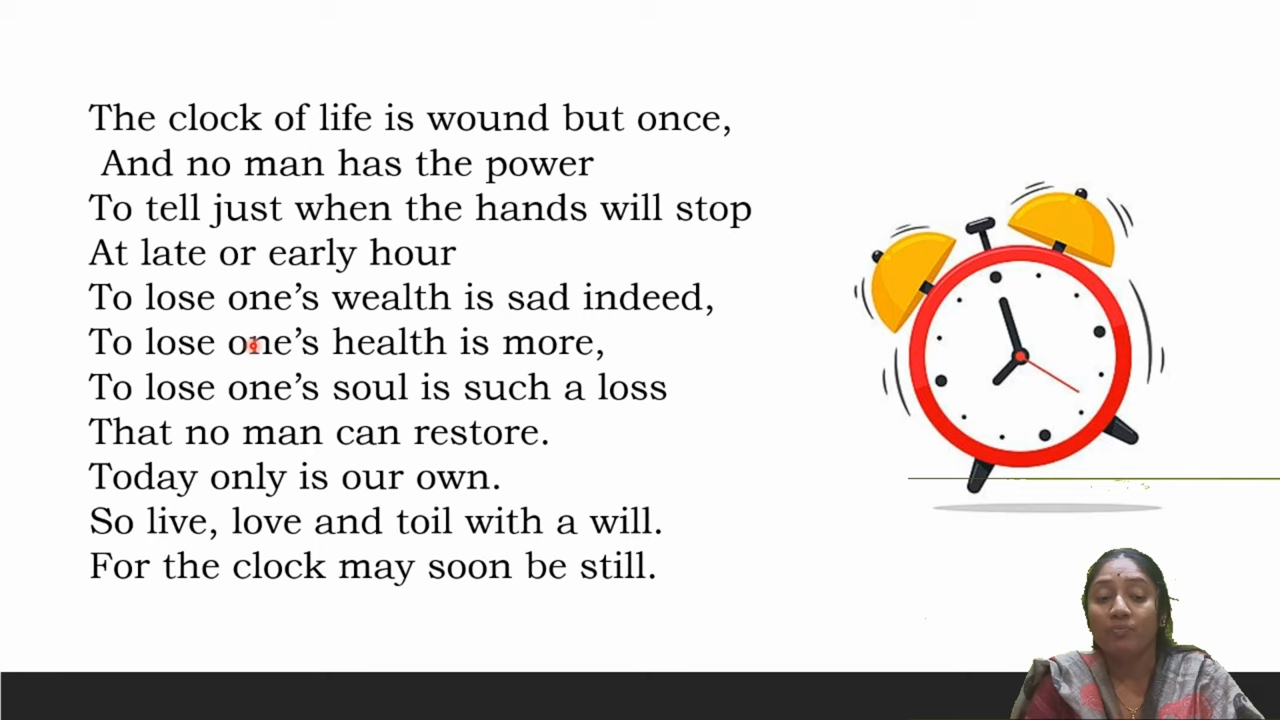 The clock of life is wound but once,
And no man has the power
To tell just when the hands will stop
At late or early hour
To lose one’s wealth is sad indeed,
To lose one’s health is more,
To lose one’s soul is such a loss
That no man can restore.
Today only is our own.
So live, love and toil with a will.
For the clock may soon be still.